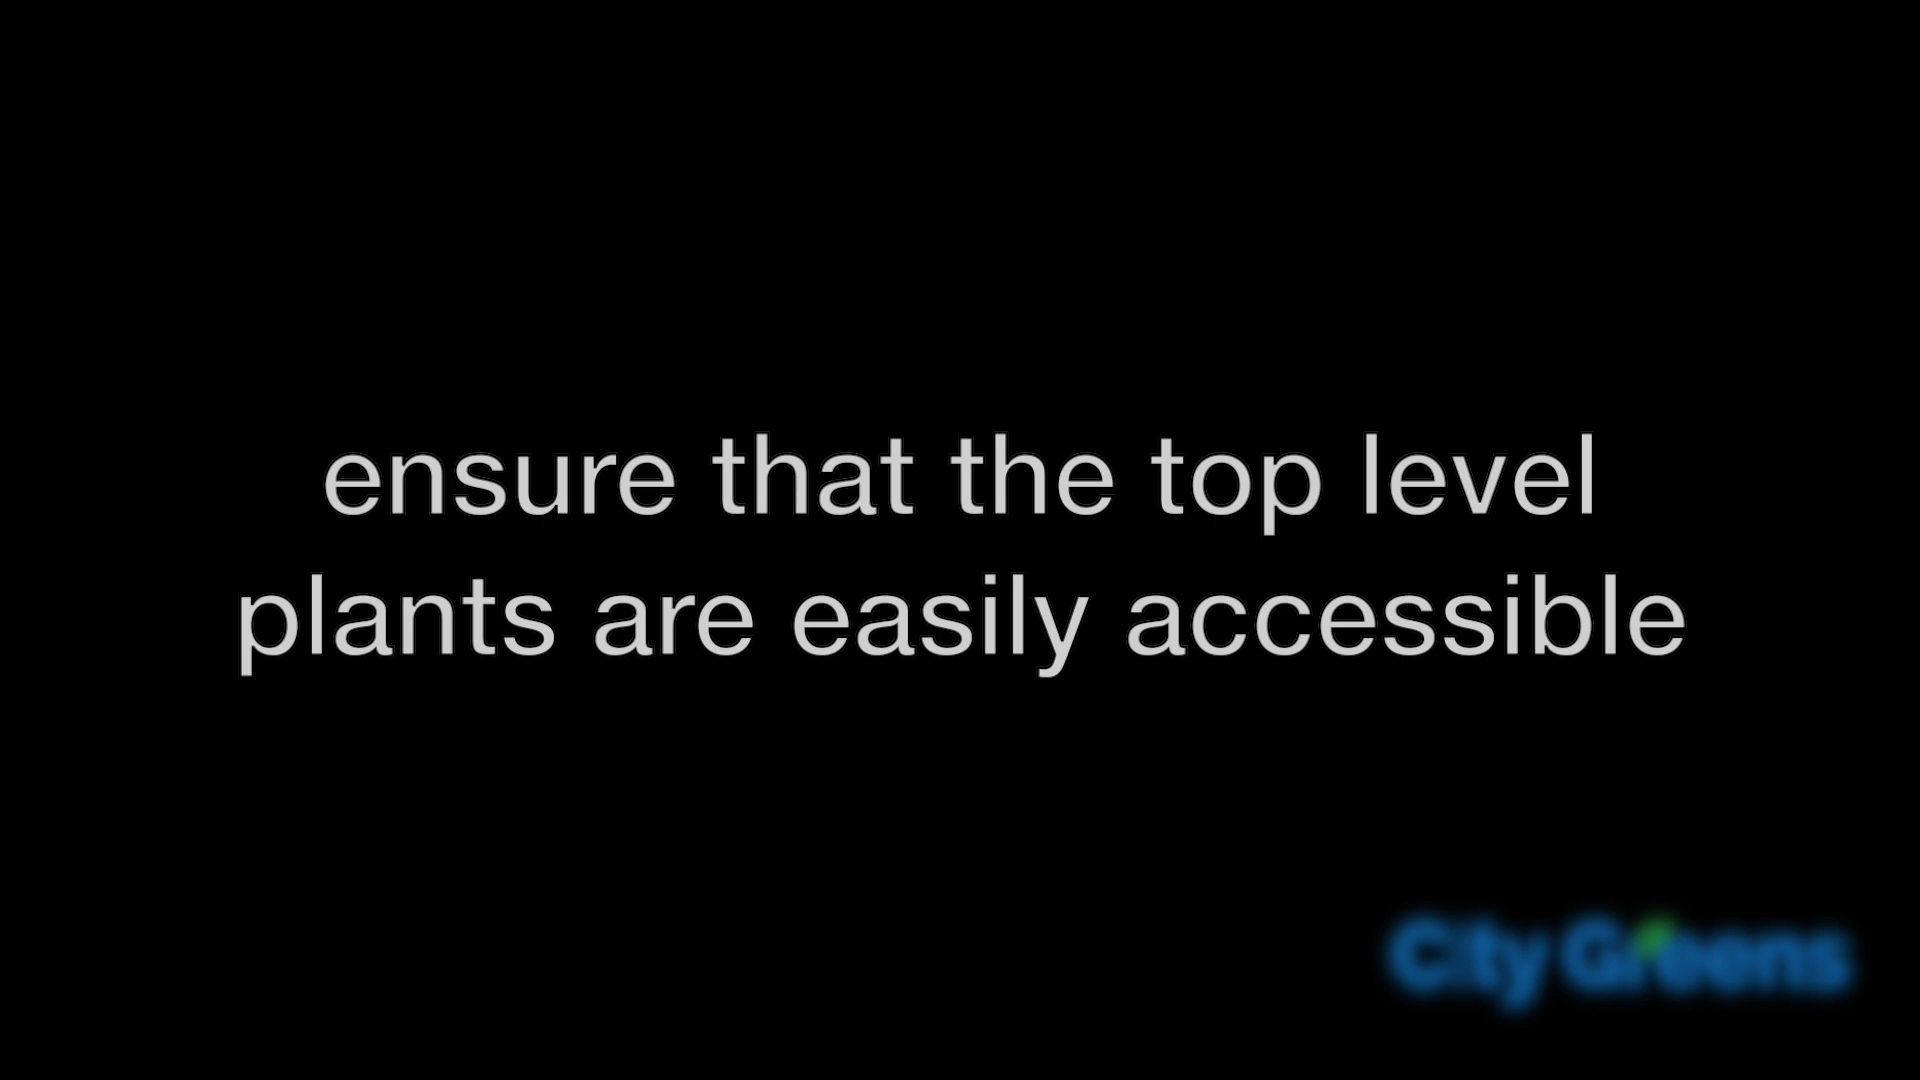 ensure that the top level
plants are easily accessible
City Greens